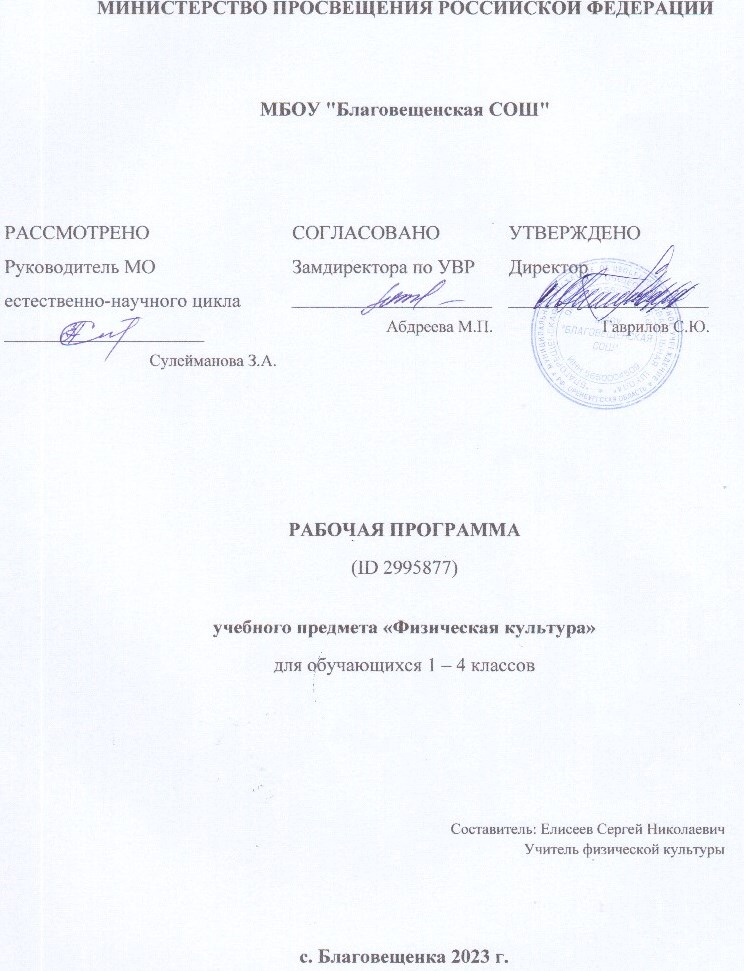 МИНИСТЕРСТВО ПРОСВЕЩЕНИЯ РОССИЙСКОЙ ФЕДЕРАЦИИ
МБОУ "Благовещенская СОШ"
РАССМОТРЕНО
Руководитель МО
естественно-научного цикла
Сулейманова З.А.
СОГЛАСОВАНО
Замдиректора по УВР
Абдреева М.П.
УТВЕРЖДЕНО
Директор
Гаврилов С.Ю.
"БЛАГОВЕЩЕНСКАЯ
СОШ"
РАБОЧАЯ ПРОГРАММА
(ID 2995877)
учебного предмета «Физическая культура»
для обучающихся 1 – 4 классов
Составитель: Елисеев Сергей Николаевич
Учитель физической культуры
с. Благовещенка 2023 г.